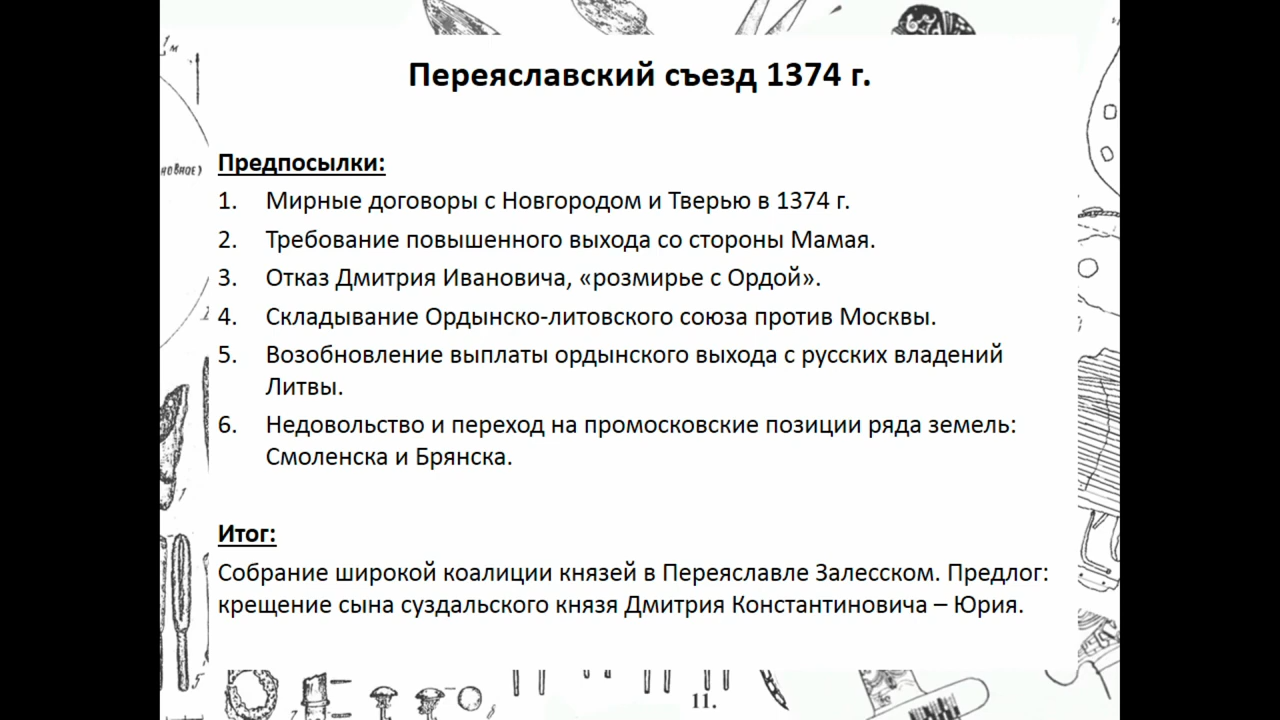 Переяславский съезд 1374 г.
Предпосылки:
1. Мирные договоры с Новгородом и Тверью в 1374 г.
2. Требование повышенного выхода со стороны Мамая.
3. Отказ Дмитрия Ивановича, «розмирье с Ордой».
4. Складывание Ордынско-литовского союза против Москвы.
5. Возобновление выплаты ордынского выхода с русских владений
Литвы.
6. Недовольство и переход на промосковские позиции ряда земель:
Смоленска и Брянска.
Итог:
Собрание широкой коалиции князей в Переяславле Залесском. Предлог:
крещение сына суздальского князя Дмитрия Константиновича – Юрия.
11.